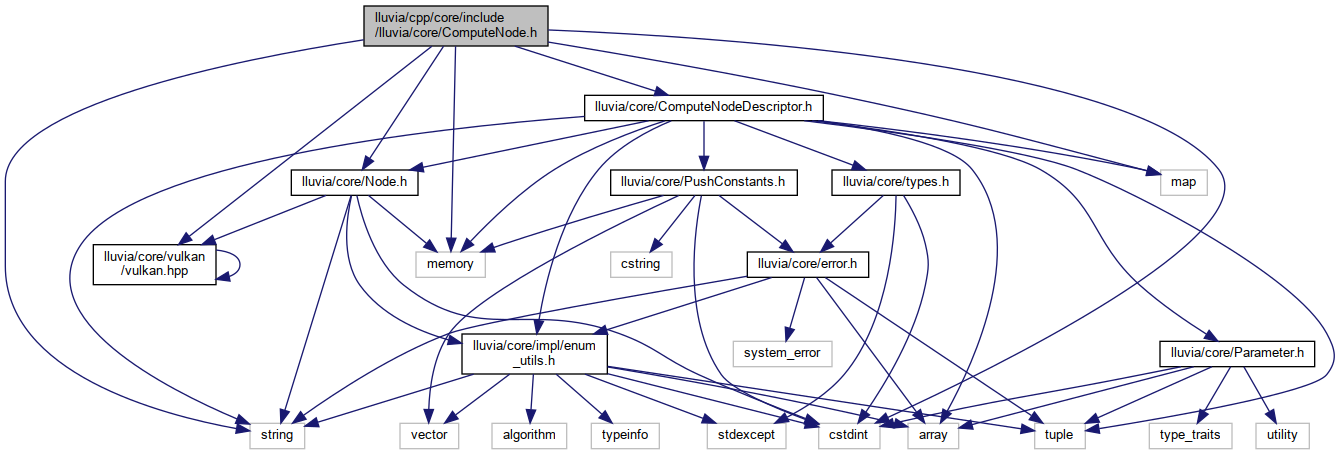 lluvia/cpp/core/include
/lluvia/core/ComputeNode.h
lluvia/core/ComputeNodeDescriptor.h
lluvia/core/Node.h
lluvia/core/PushConstants.h
lluvia/core/types.h
map
lluvia/core/vulkan
/vulkan.hpp
memory
cstring
lluvia/core/error.h
lluvia/core/impl/enum
_utils.h
system_error
lluvia/core/Parameter.h
string
vector
algorithm
typeinfo
stdexcept
cstdint
array
tuple
type_traits
utility